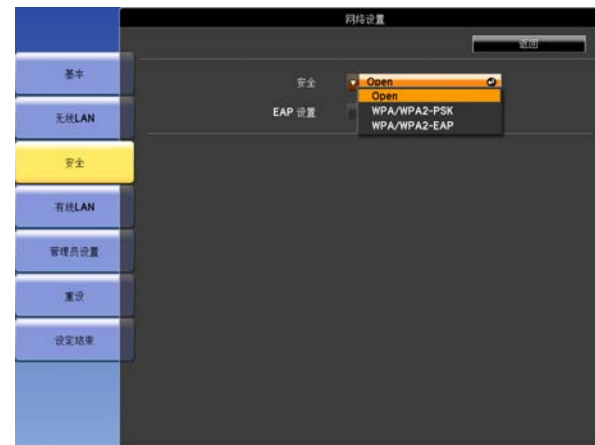 网络设置
返回
基本
无线LAN
安全
有线LAN
管理员设置
重设
设定结束
安全
Open
Open
WPA/WPA2-PSK
WPA/WPA2-EAP
EAP 设置